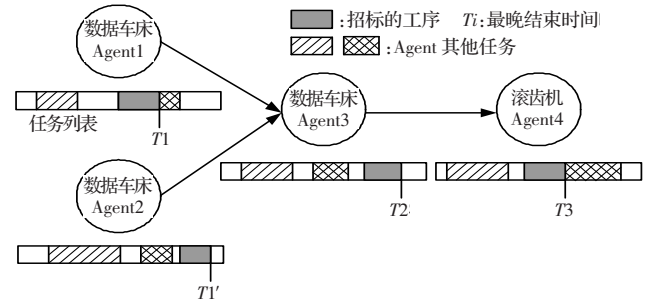 数据车床
Agent1
:招标的工序 Ti:最晚结束时间
:Agent 其他任务
任务列表
T1
数据车床
Agent3
滚齿机
Agent4
数据车床
Agent2
T2
T3
T1′